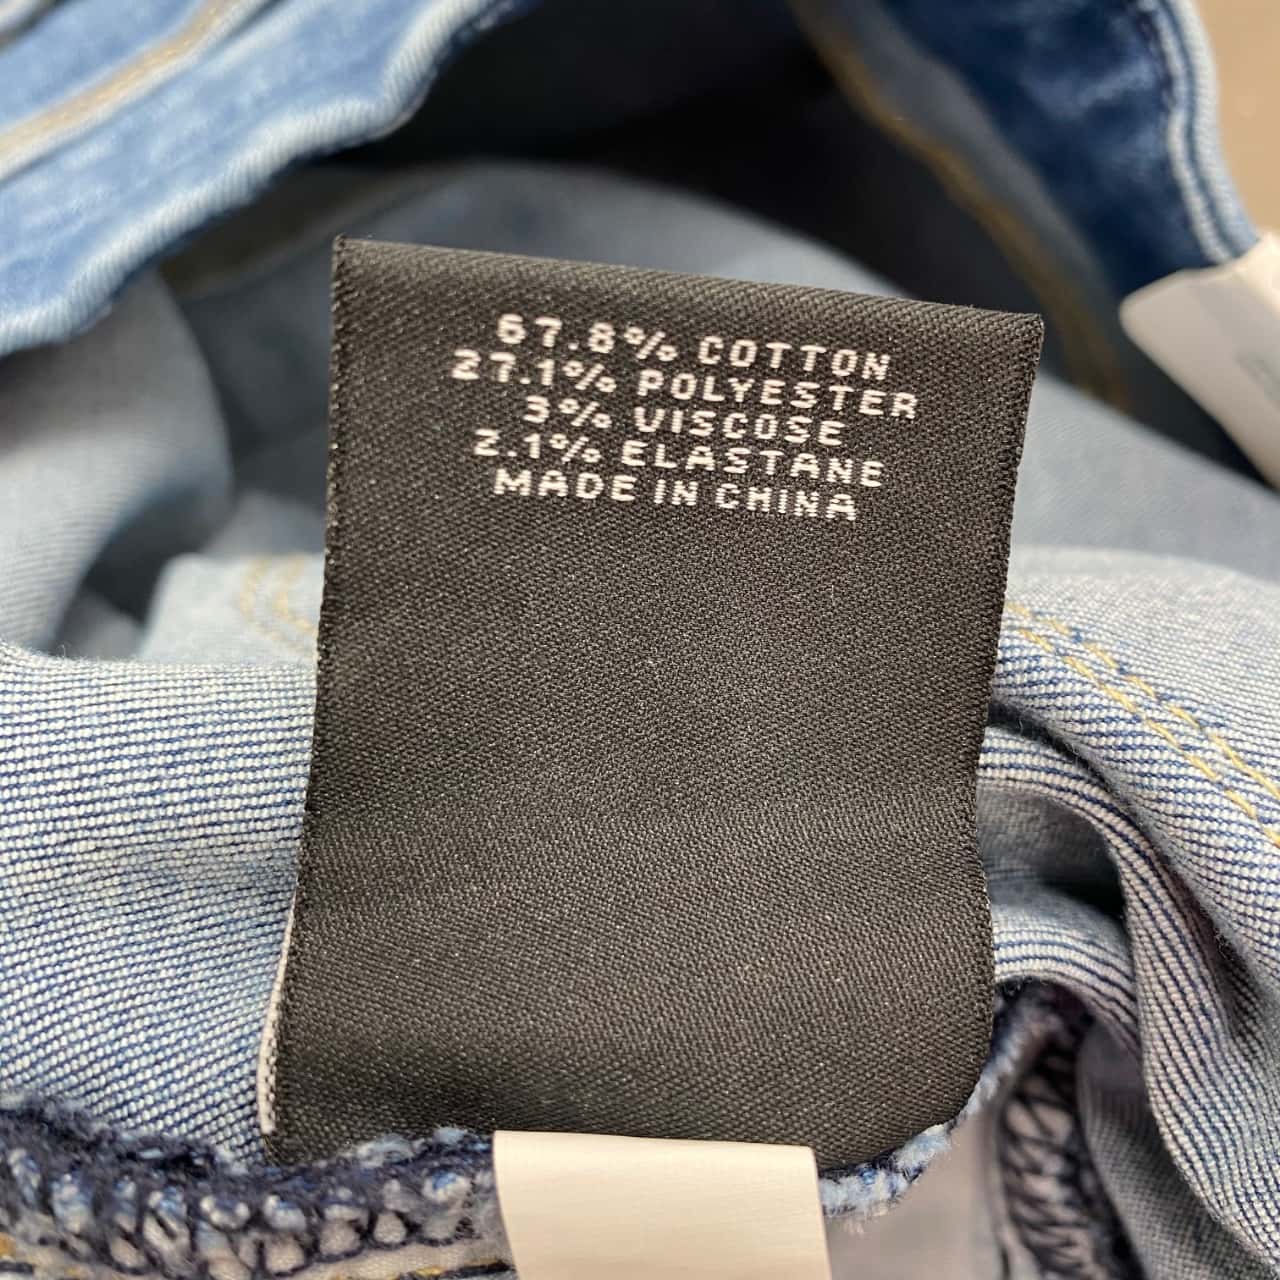 67.8% COTTON
27.1% POLYESTER
3% VISCOSE
2.1% ELASTANE
MADE IN CHINA